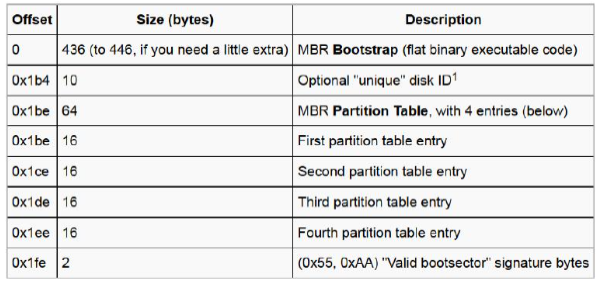 Offset Size (bytes) Description
0 436 (to 446, if you need a little extra) MBR Bootstrap (flat binary executable code)
0x1b4 10 Optional "unique" disk ID1
0x1be 64 MBR Partition Table, with 4 entries (below)
0x1be 16 First partition table entry
0x1ce 16 Second partition table entry
0x1de 16 Third partition table entry
0x1ee 16 Fourth partition table entry
0x1fe 2 (0x55, 0xAA) "Valid bootsector" signature bytes